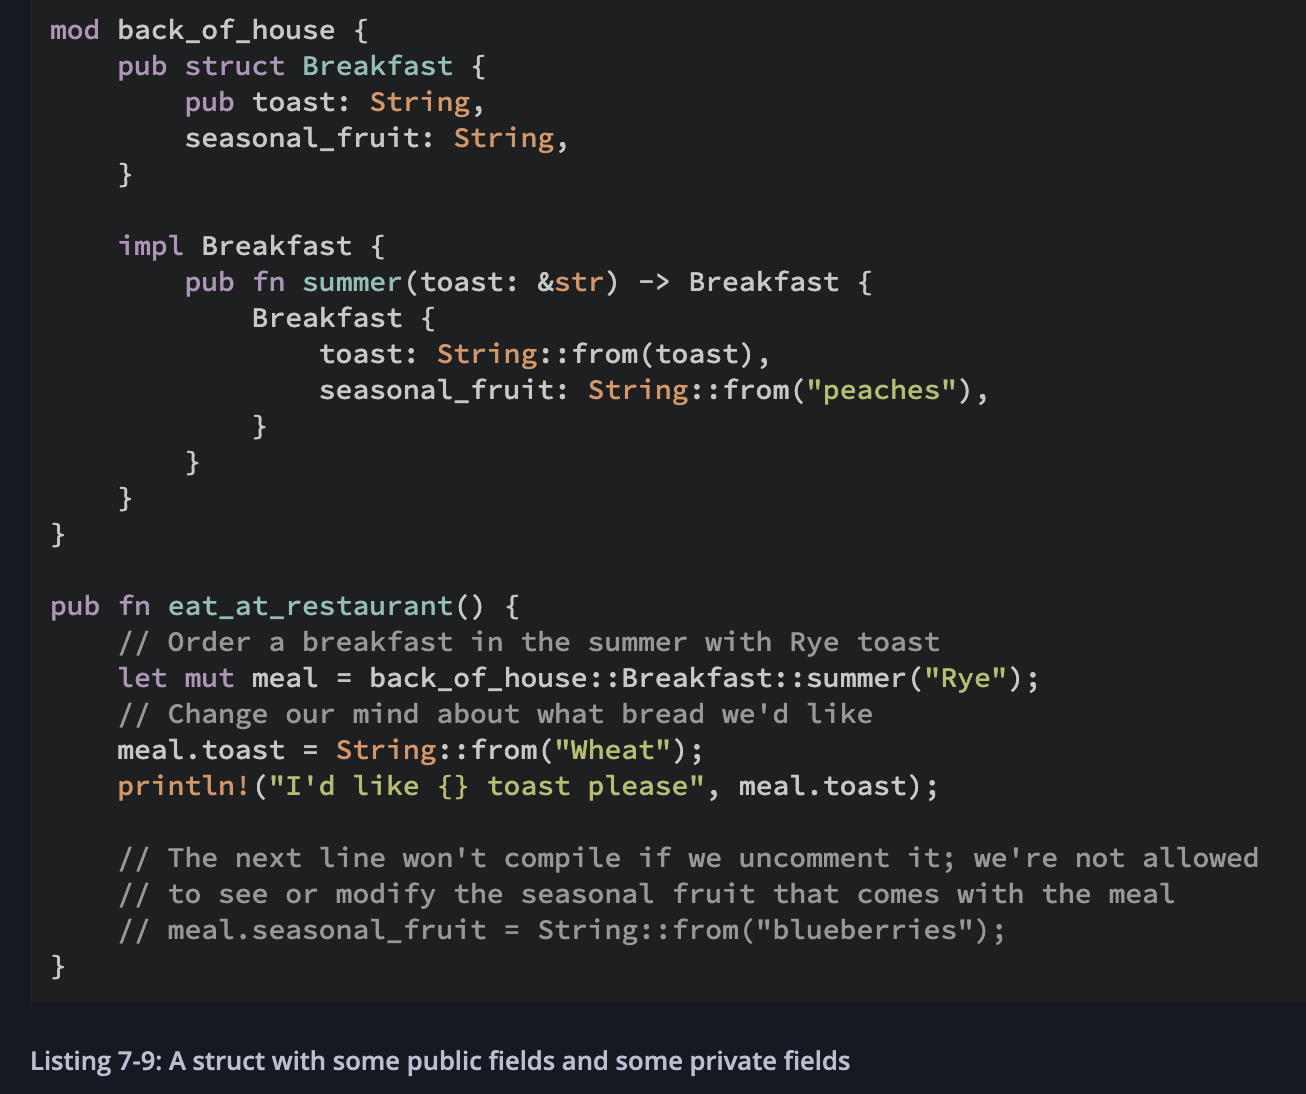 mod back_of_house {
    pub struct Breakfast {
        pub toast: String,
        seasonal_fruit: String,
    }

    impl Breakfast {
        pub fn summer(toast: &str) -> Breakfast {
            Breakfast {
                toast: String::from(toast),
                seasonal_fruit: String::from("peaches"),
            }
        }
    }
}

pub fn eat_at_restaurant() {
    // Order a breakfast in the summer with Rye toast
    let mut meal = back_of_house::Breakfast::summer("Rye");
    // Change our mind about what bread we'd like
    meal.toast = String::from("Wheat");
    println!("I'd like {} toast please", meal.toast);

    // The next line won't compile if we uncomment it; we're not allowed
    // to see or modify the seasonal fruit that comes with the meal
    // meal.seasonal_fruit = String::from("blueberries");
}

Listing 7-9: A struct with some public fields and some private fields